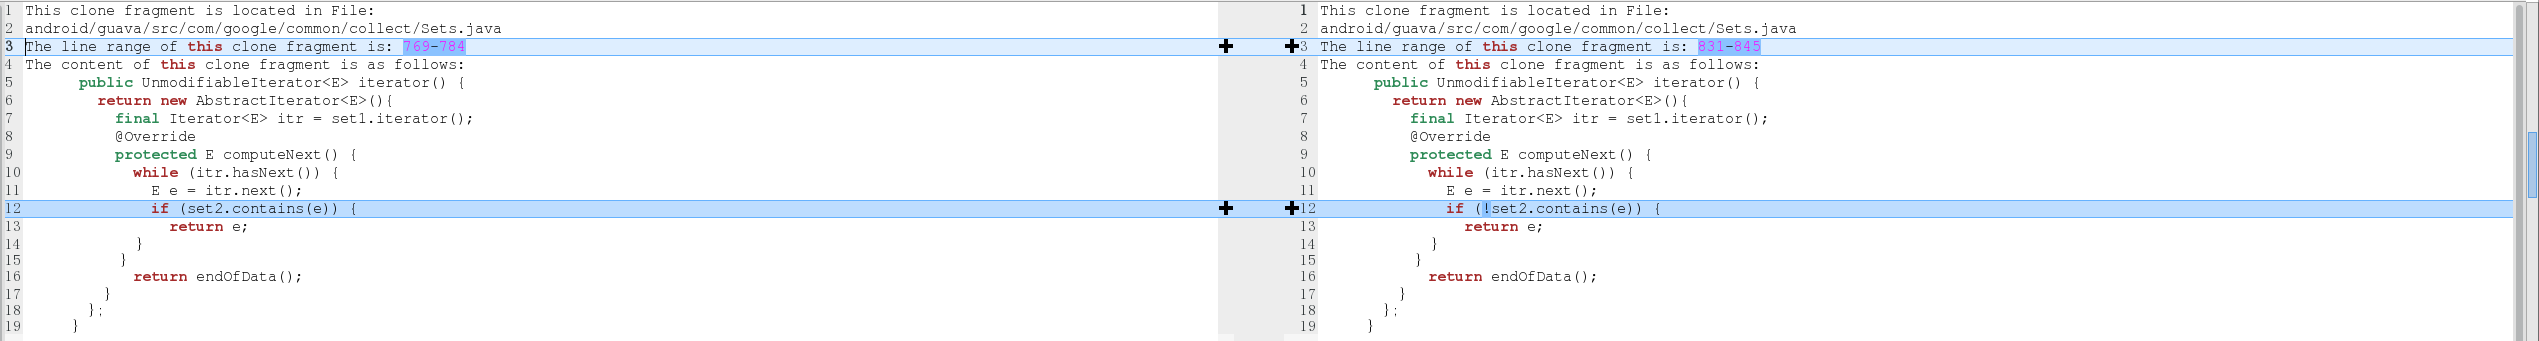 1 This clone fragment is located in File:
2 android/guava/src/com/google/common/collect/Sets.java
3 The line range of this clone fragment is: 769-784
4 The content of this clone fragment is as follows:
5 public UnmodifiableIterator<E> iterator() {
6 return new AbstractIterator<E>(){
7 final Iterator<E> itr = set1.iterator();
8 @Override
9 protected E computeNext() {
10 while (itr.hasNext()) {
11 E e = itr.next();
12 if (set2.contains(e)) {
13 return e;
14 }
15 }
16 return endOfData();
17 }
18 };
19 }
1 This clone fragment is located in File:
2 android/guava/src/com/google/common/collect/Sets.java
3 The line range of this clone fragment is: 831-845
4 The content of this clone fragment is as follows:
5 public UnmodifiableIterator<E> iterator() {
6 return new AbstractIterator<E>(){
7 final Iterator<E> itr = set1.iterator();
8 @Override
9 protected E computeNext() {
10 while (itr.hasNext()) {
11 E e = itr.next();
12 if (!set2.contains(e)) {
13 return e;
14 }
15 }
16 return endOfData();
17 }
18 };
19 }